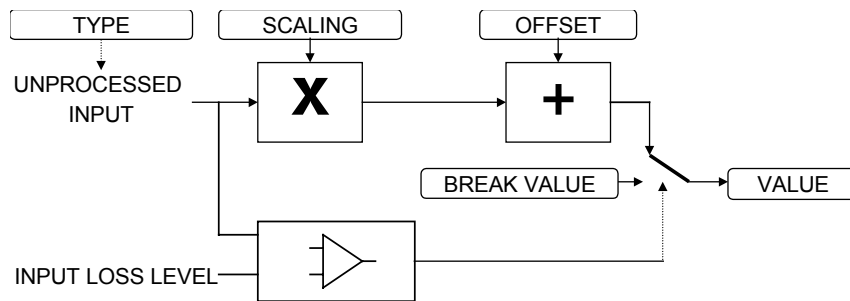 TYPE
SCALING
OFFSET
UNPROCESSED
INPUT
X
+
BREAK VALUE
VALUE
INPUT LOSS LEVEL